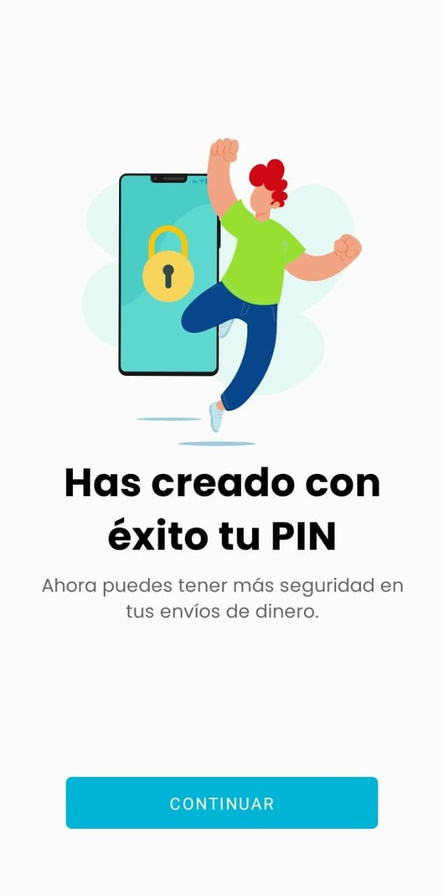 Has creado con
éxito tu PIN
Ahora puedes tener más seguridad en
tus envíos de dinero.
CONTINUAR